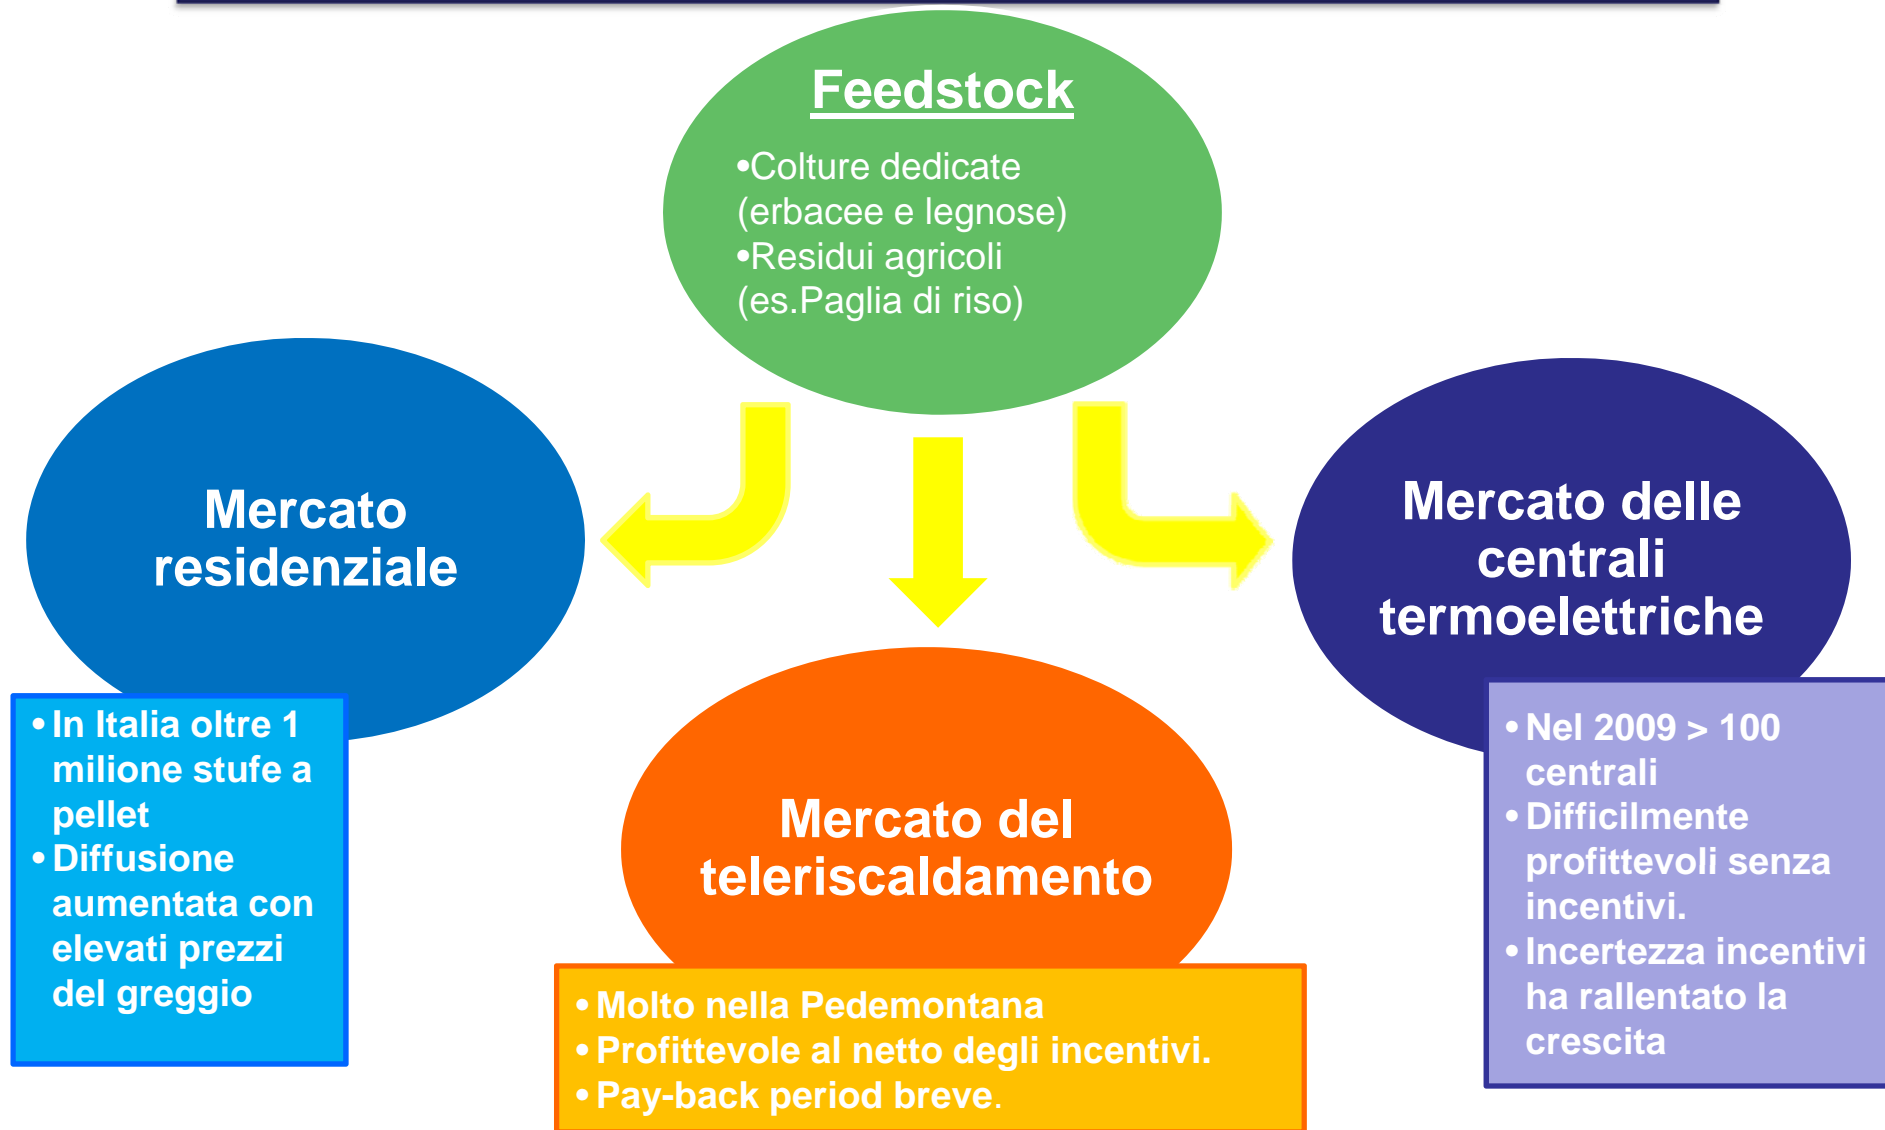 Feedstock
•Colture dedicate
(erbacee e legnose)
•Residui agricoli
(es.Paglia di riso)
Mercato
residenziale
• In Italia oltre 1
milione stufe a
pellet
• Diffusione
aumentata con
elevati prezzi
del greggio
Mercato del
teleriscaldamento
• Molto nella Pedemontana
• Profittevole al netto degli incentivi.
• Pay-back period breve.
Mercato delle
centrali
termoelettriche
• Nel 2009 > 100
centrali
• Difficilmente
profittevoli senza
incentivi.
• Incertezza incentivi
ha rallentato la
crescita